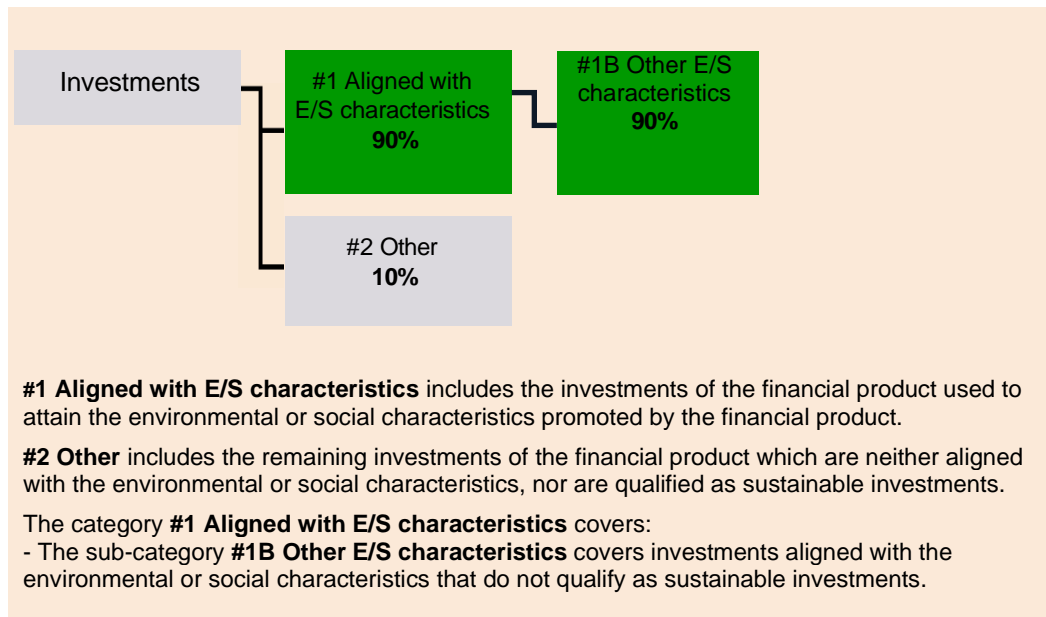 Investments
#1 Aligned with
E/S characteristics
90%
#1B Other E/S
characteristics
90%
#2 Other
10%
#1 Aligned with E/S characteristics includes the investments of the financial product used to
attain the environmental or social characteristics promoted by the financial product.
#2 Other includes the remaining investments of the financial product which are neither aligned
with the environmental or social characteristics, nor are qualified as sustainable investments.
The category #1 Aligned with E/S characteristics covers:
- The sub-category #1B Other E/S characteristics covers investments aligned with the
environmental or social characteristics that do not qualify as sustainable investments.